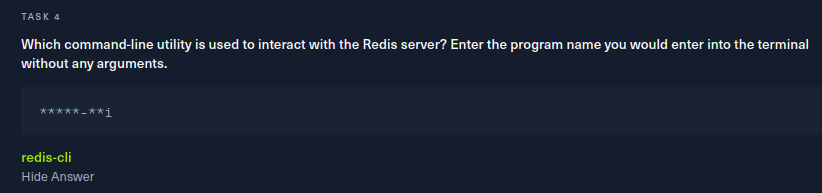 TASK 4
Which command-line utility is used to interact with the Redis server? Enter the program name you would enter into the terminal
without any arguments.
*****-**i
redis-cli
Hide Answer